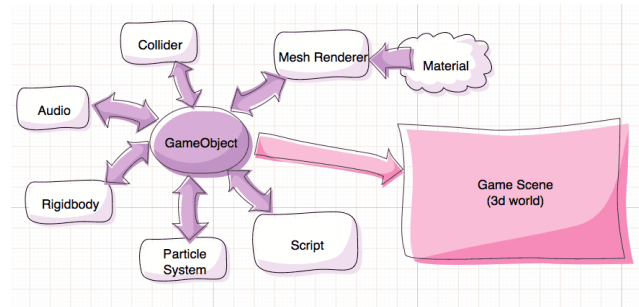 Collider
Mesh Renderer
Material
Audio
GameObject
Game Scene
(3d world)
Rigidbody
Script
Particle
System